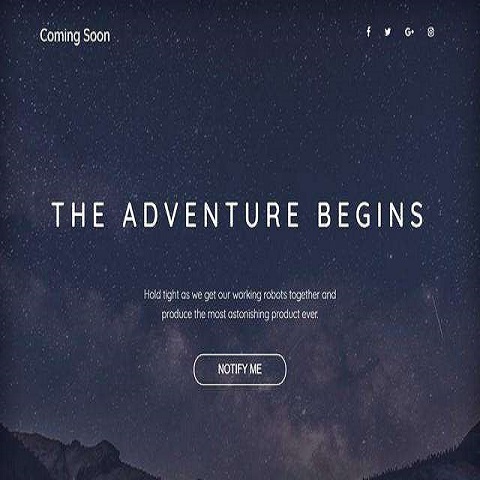 Coming Soon
THE ADVENTURE BEGINS
Hold tight as we get our working robots together and
produce the most astonishing product ever.
NOTIFY ME